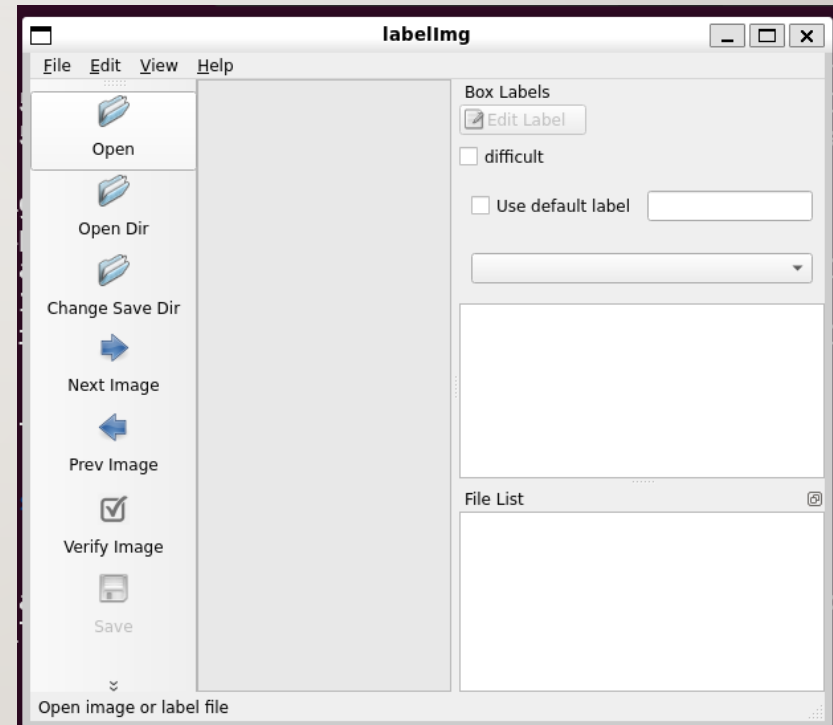 labelImg
File Edit View Help
Open
Open Dir
Change Save Dir
Next Image
Prev Image
Verify Image
Save
Box Labels
Edit Label
difficult
Use default label
File List
Open image or label file